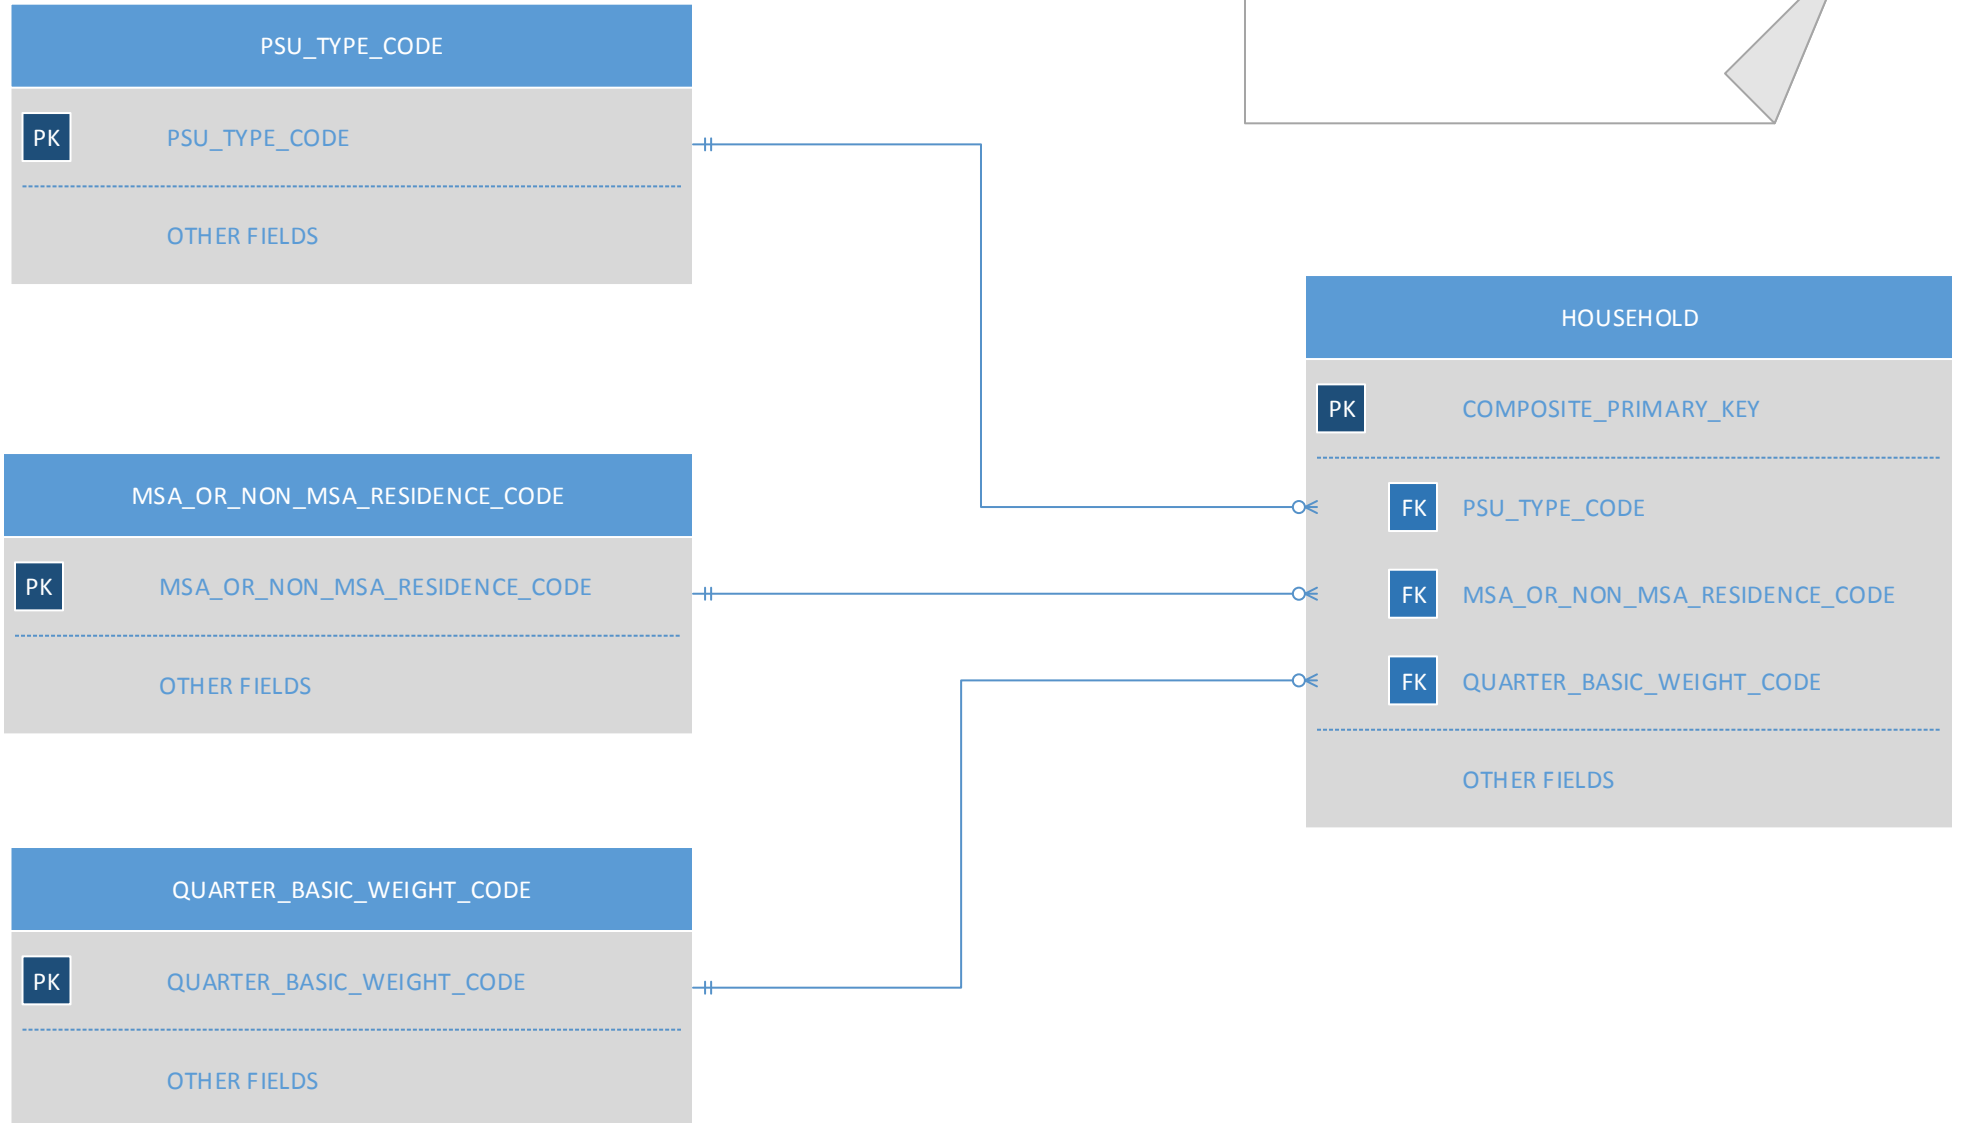 PSU_TYPE_CODE
PK PSU_TYPE_CODE
OTHER FIELDS
HOUSEHOLD
PK COMPOSITE_PRIMARY_KEY
FK PSU_TYPE_CODE
FK MSA_OR_NON_MSA_RESIDENCE_CODE
FK QUARTER_BASIC_WEIGHT_CODE
OTHER FIELDS
MSA_OR_NON_MSA_RESIDENCE_CODE
PK MSA_OR_NON_MSA_RESIDENCE_CODE
OTHER FIELDS
QUARTER_BASIC_WEIGHT_CODE
PK QUARTER_BASIC_WEIGHT_CODE
OTHER FIELDS